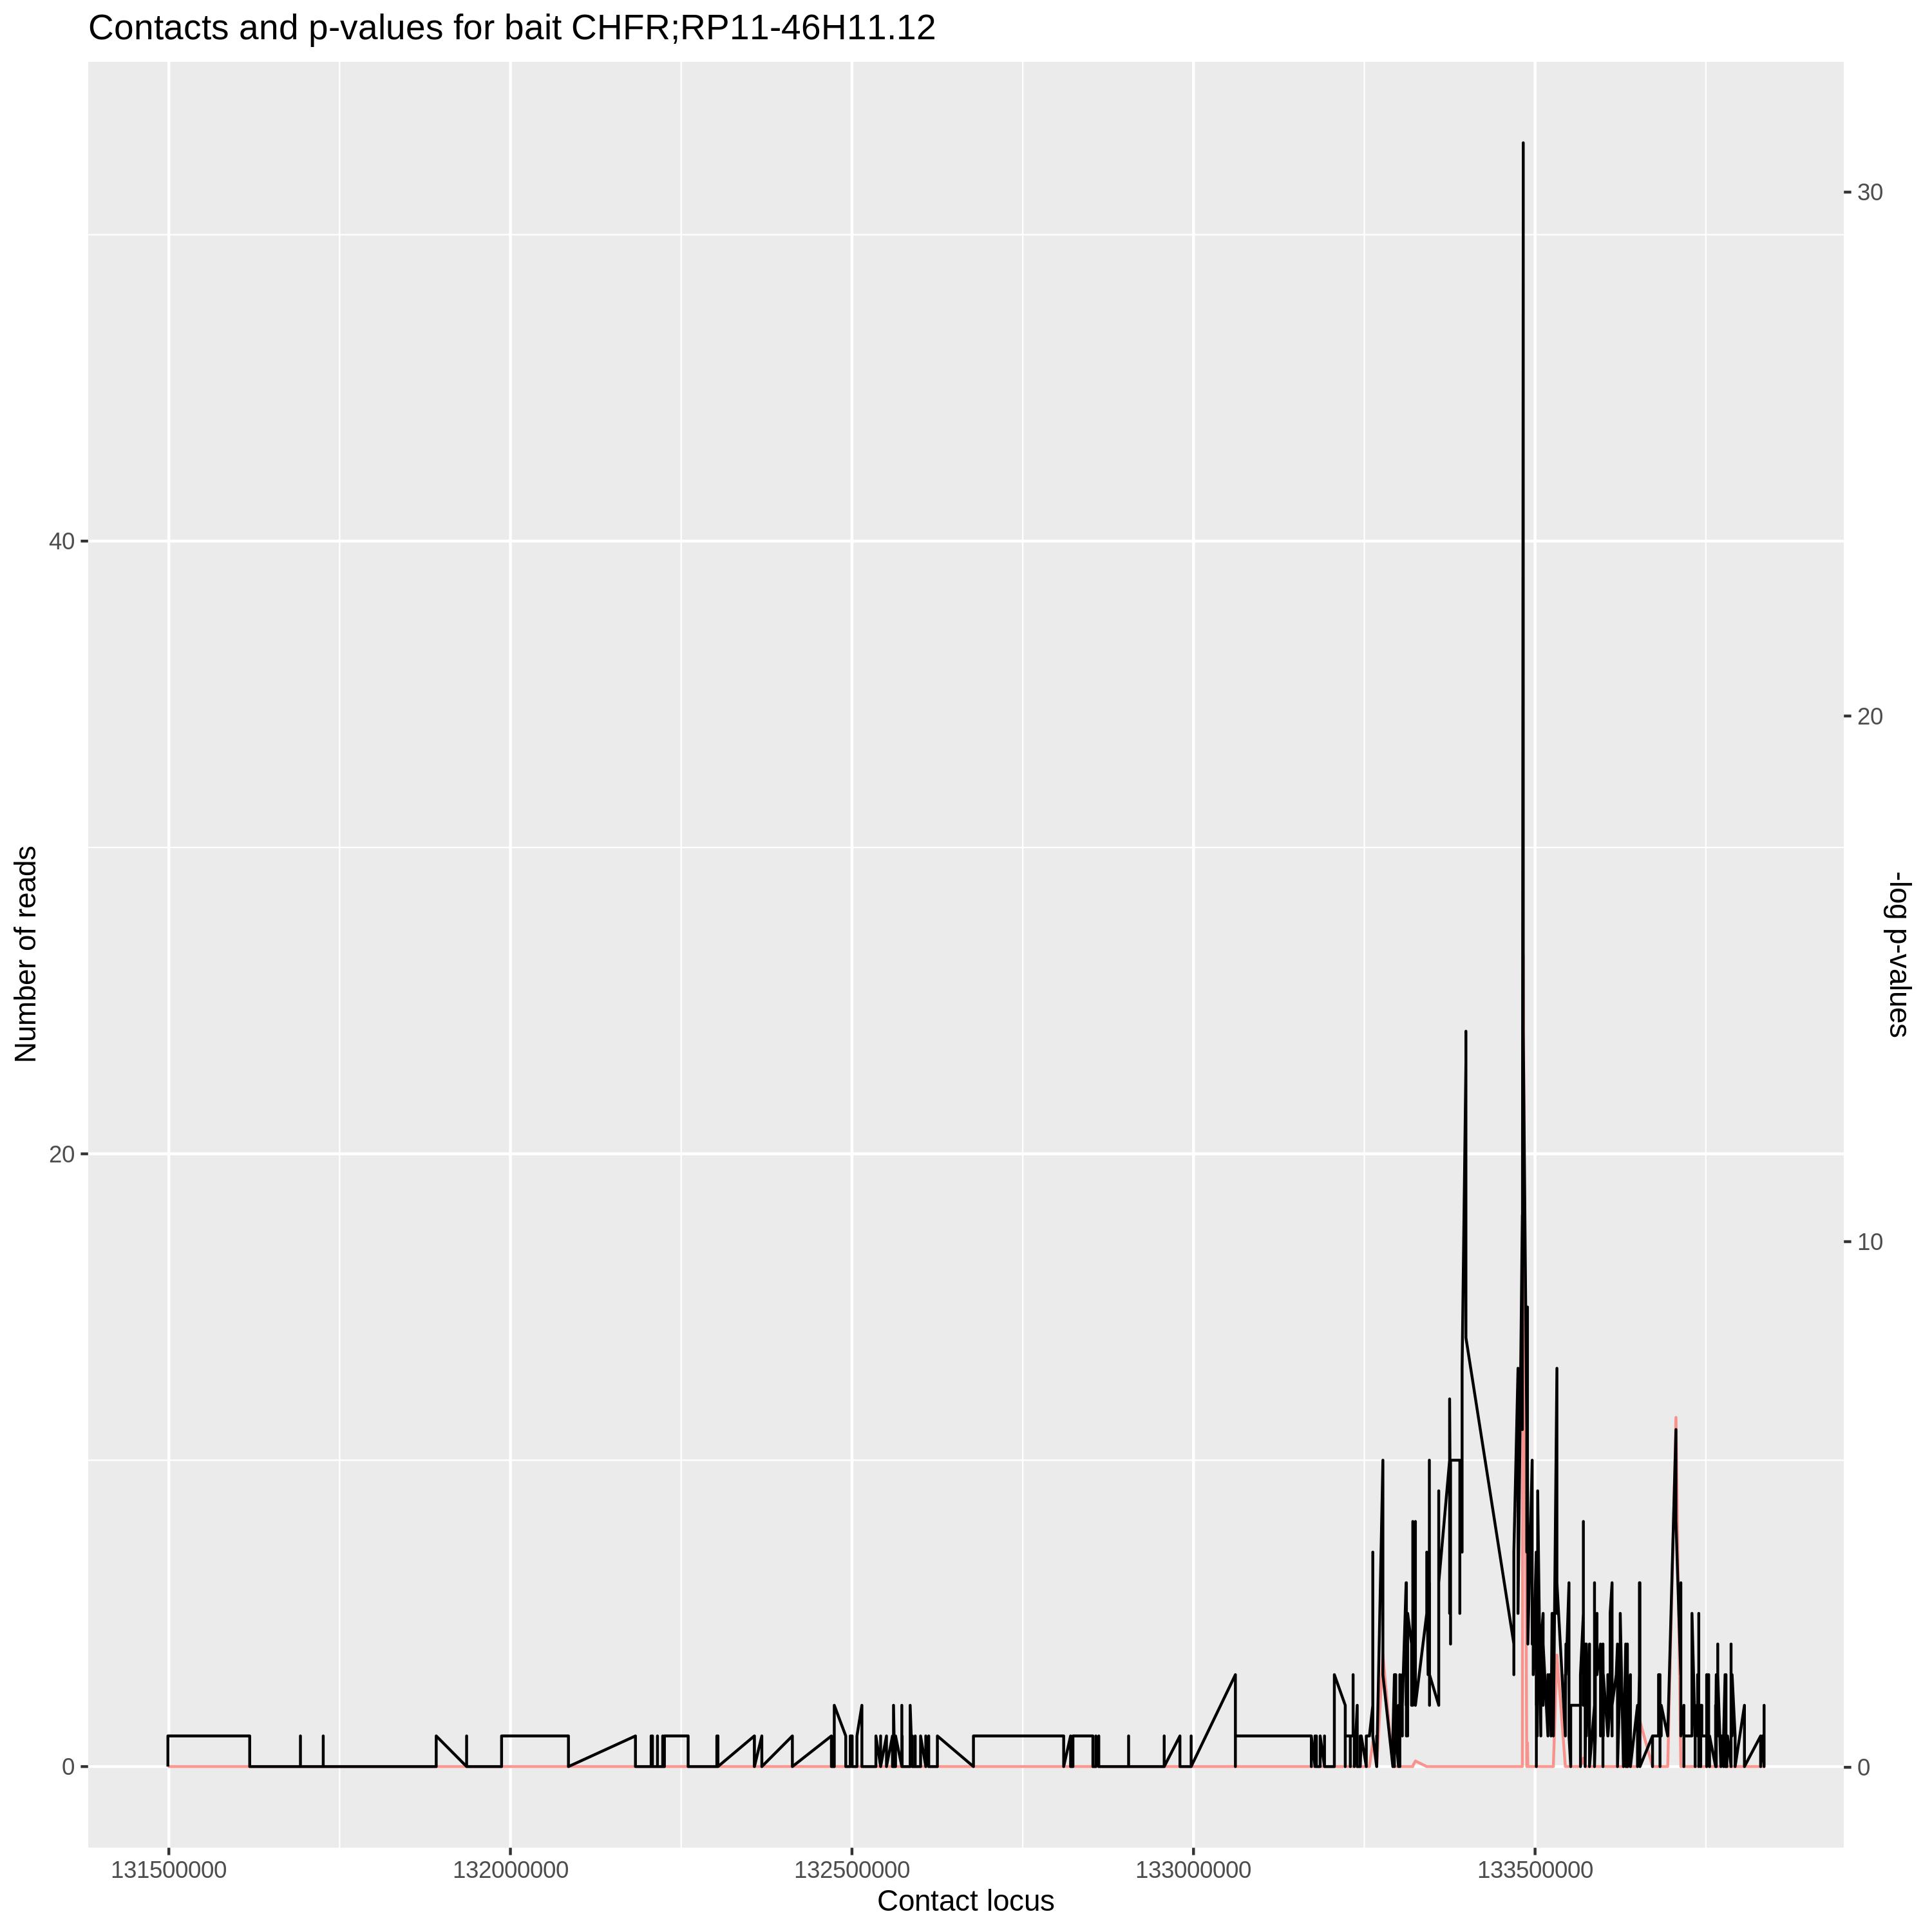 Contacts and p-values for bait CHFR;RP11-46H11.12
30
40
20
20
10
0
0
Number of reads
-log p-values
131500000 132000000 132500000 133000000 133500000
Contact locus